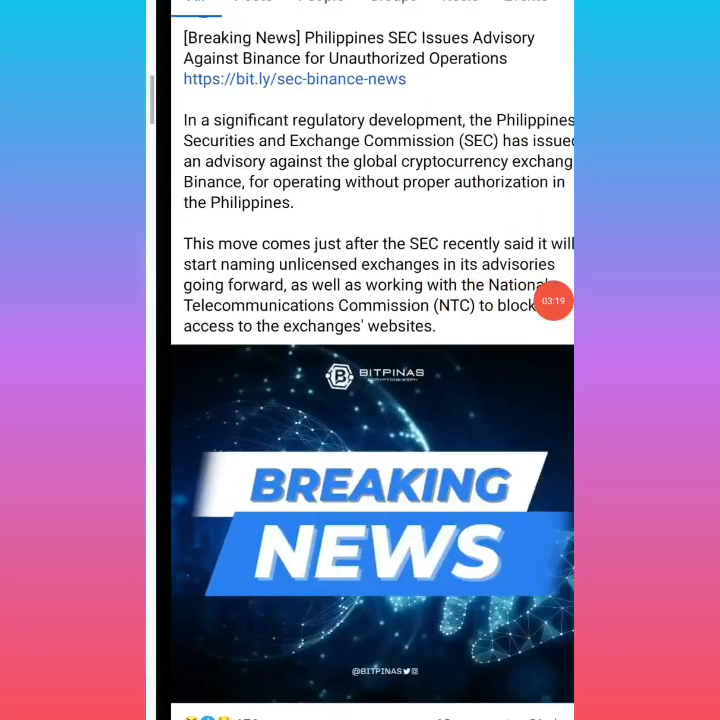 [Breaking News] Philippines SEC Issues Advisory
Against Binance for Unauthorized Operations
https://bit.ly/sec-binance-news
In a significant regulatory development, the Philippines
Securities and Exchange Commission (SEC) has issue
an advisory against the global cryptocurrency exchang
Binance, for operating without proper authorization in
the Philippines.
This move comes just after the SEC recently said it will
start naming unlicensed exchanges in its advisories
going forward, as well as working with the National
Telecommunications Commission (NTC) to block
03:19
access to the exchanges' websites.
BITPINAS
BREAKING
NEWS
@BITPINAS